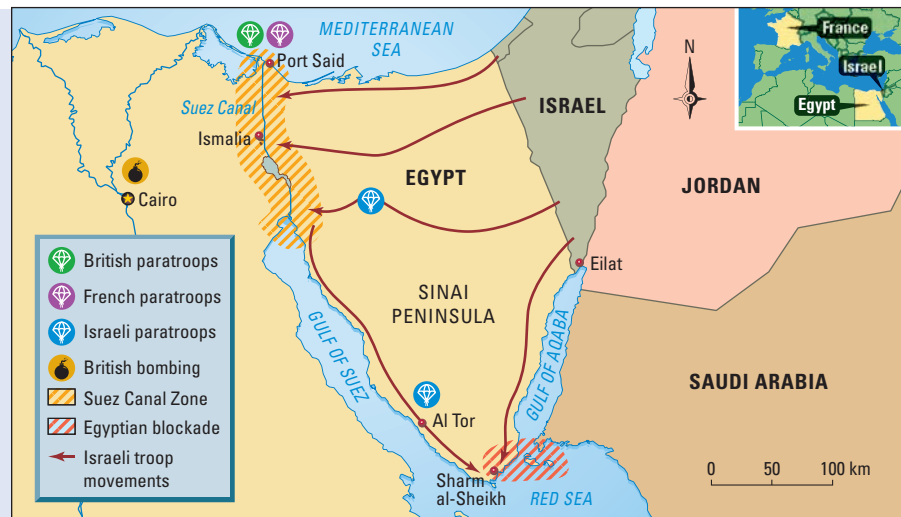 MEDITERRANEAN
SEA
Port Said
Suez Canal
Ismalia
Cairo
EGYPT
ISRAEL
N
JORDAN
France
Israel
Egypt
Eilat
SINAI
PENINSULA
GULF OF SUEZ
GULF OF AQABA
Al Tor
SAUDI ARABIA
Sharm
al-Sheikh
RED SEA
0 50 100 km
British paratroops
French paratroops
Israeli paratroops
British bombing
Suez Canal Zone
Egyptian blockade
Israeli troop
movements